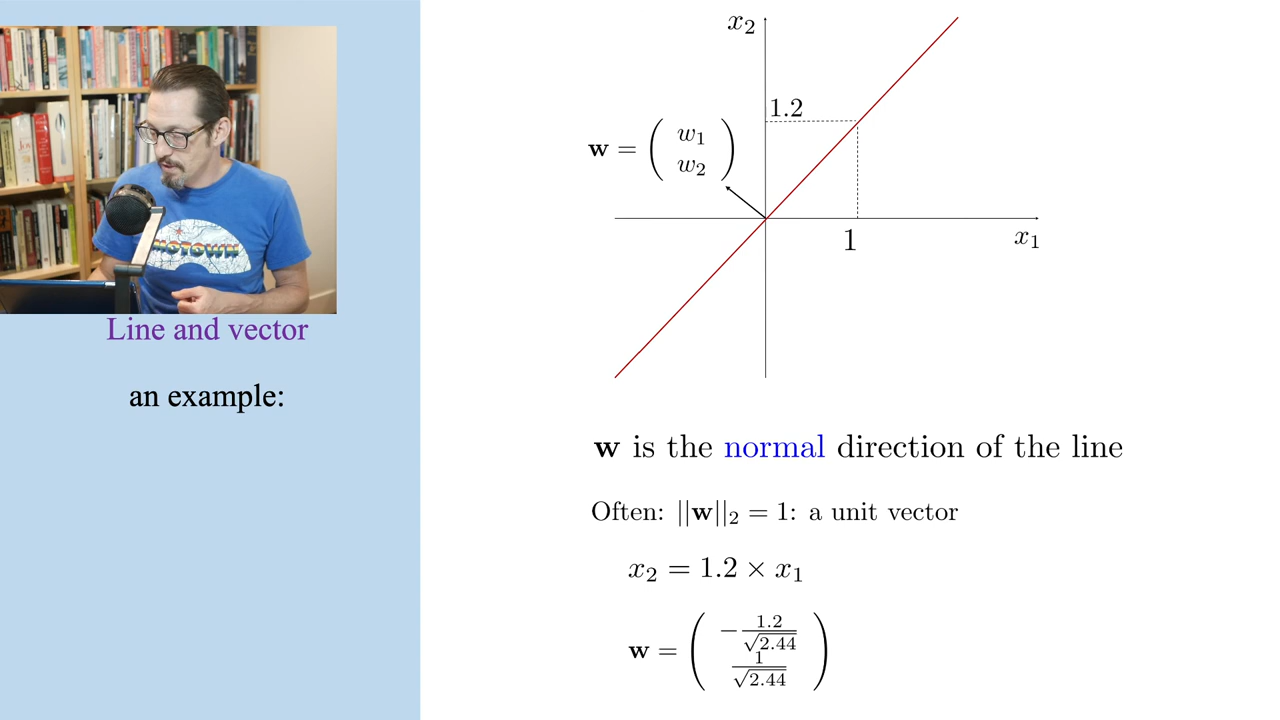 MOTOWN
Line and vector
an example:
x₂
1.2
w = ( w₁
w₂ )
1
x₁
w is the normal direction of the line
Often: ||w||₂ = 1: a unit vector
x₂ = 1.2 × x₁
w = ( −1.2/√2.44
1/√2.44 )